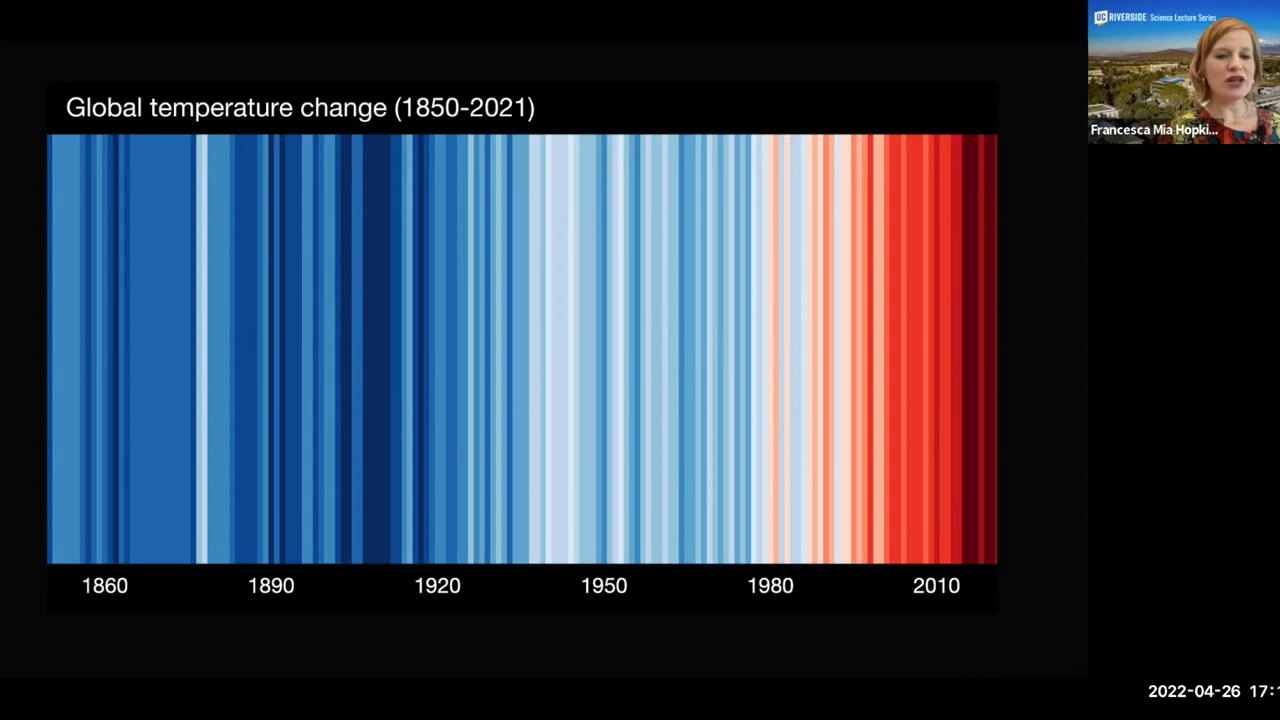 UC RIVERSIDE Science Lecture Series
Francesca Mia Hopki...
Global temperature change (1850-2021)
1860 1890 1920 1950 1980 2010
2022-04-26 17:1